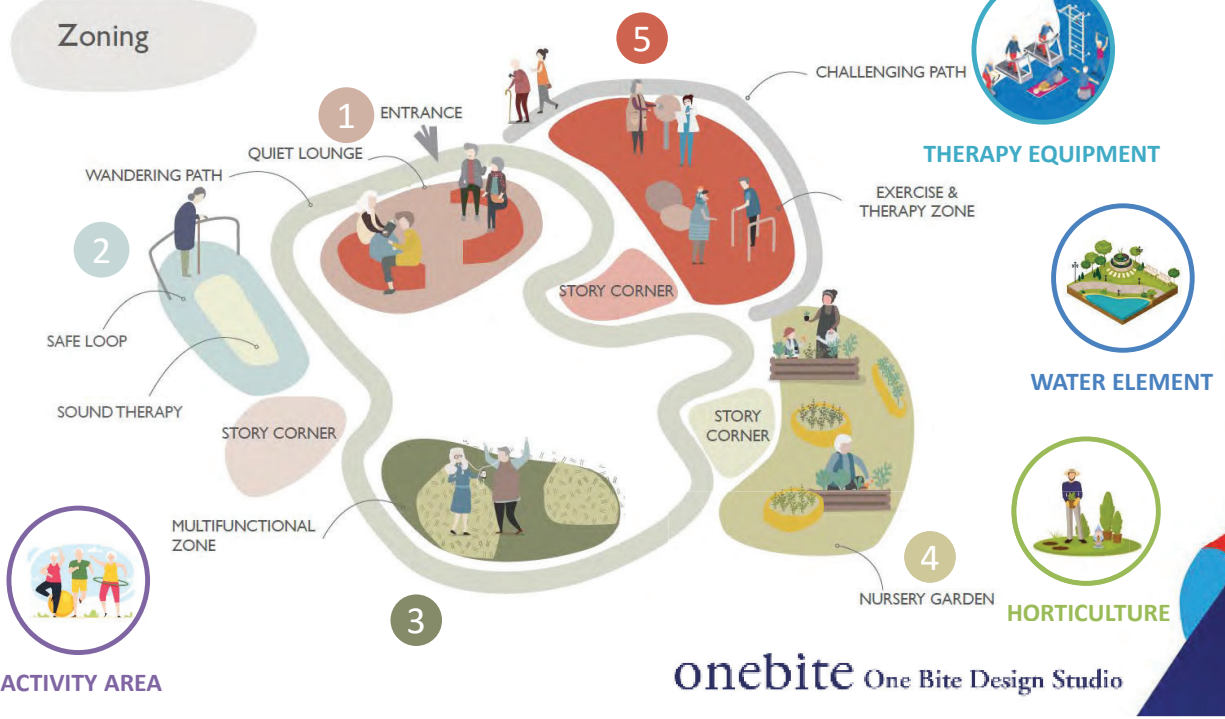 Zoning
5
CHALLENGING PATH
1
ENTRANCE
QUIET LOUNGE
THERAPY EQUIPMENT
WANDERING PATH
EXERCISE &
THERAPY ZONE
2
STORY CORNER
SAFE LOOP
WATER ELEMENT
SOUND THERAPY
STORY CORNER
STORY
CORNER
MULTIFUNCTIONAL
ZONE
4
NURSERY GARDEN
HORTICULTURE
3
ACTIVITY AREA
onebite One Bite Design Studio